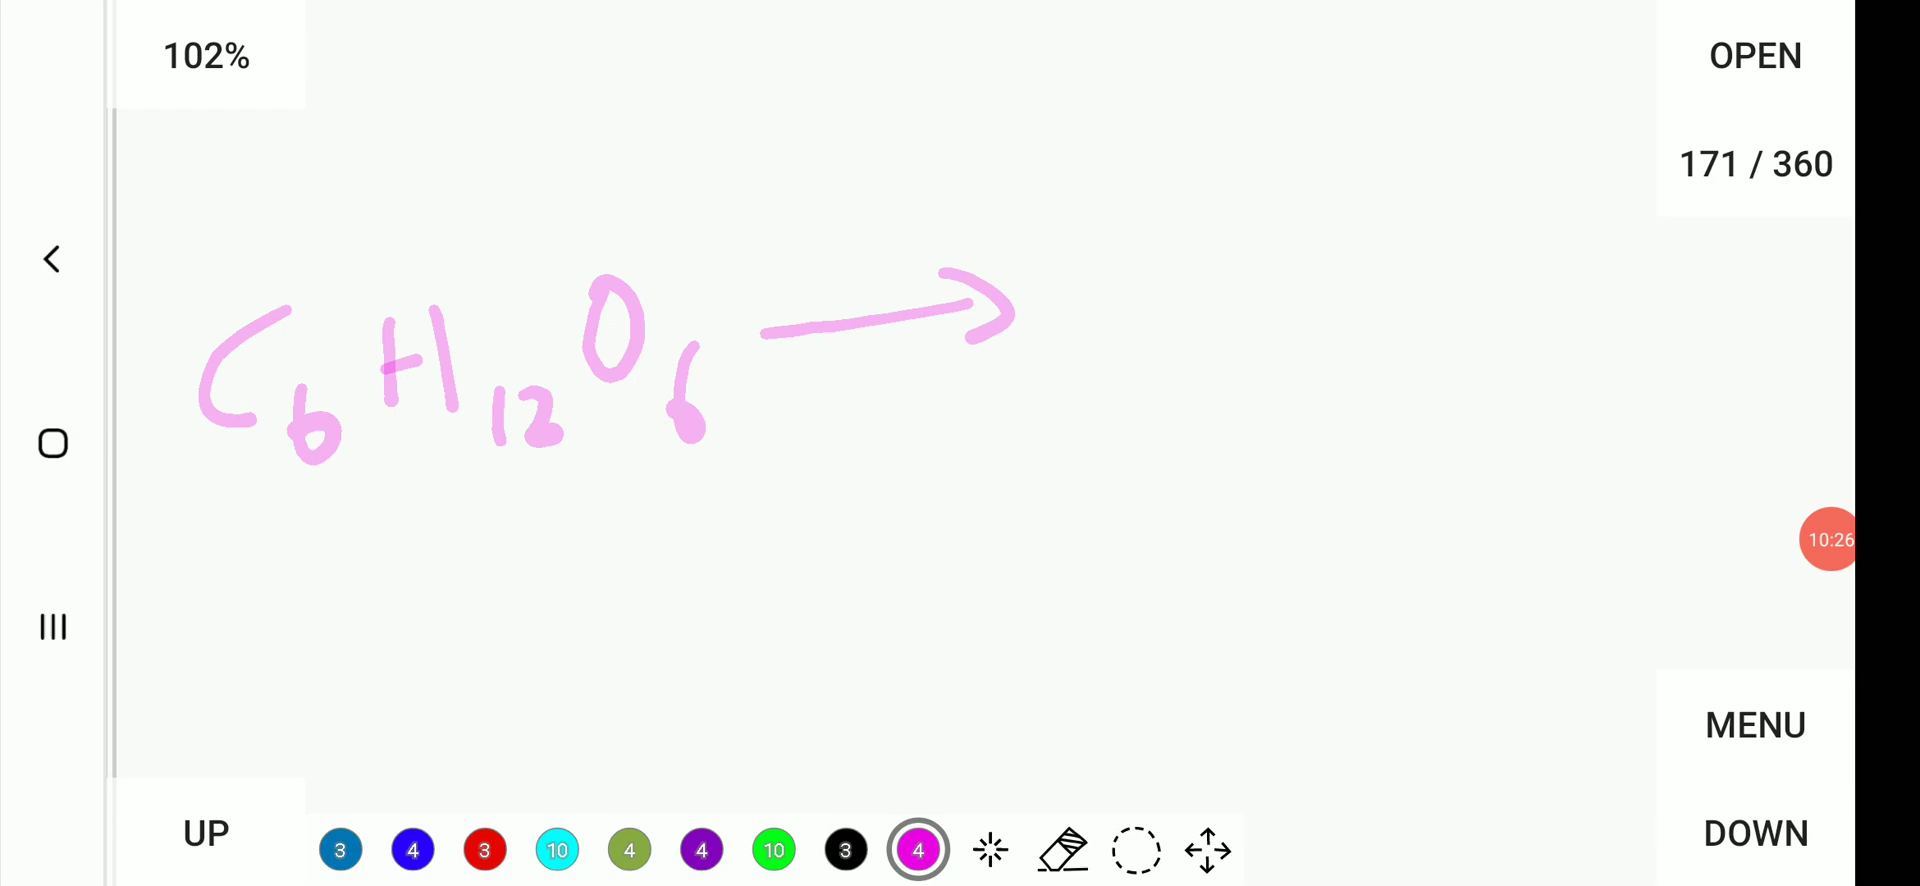 102%
OPEN
171 / 360
C₆H₁₂O₆ →
10:26
MENU
UP
3 4 3 10 4 4 10 3 4
DOWN